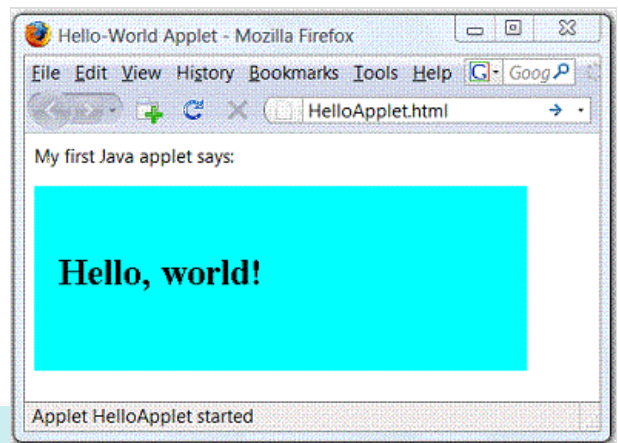 Hello-World Applet - Mozilla Firefox
File Edit View History Bookmarks Tools Help G Goog
HelloApplet.html
My first Java applet says:
Hello, world!
Applet HelloApplet started